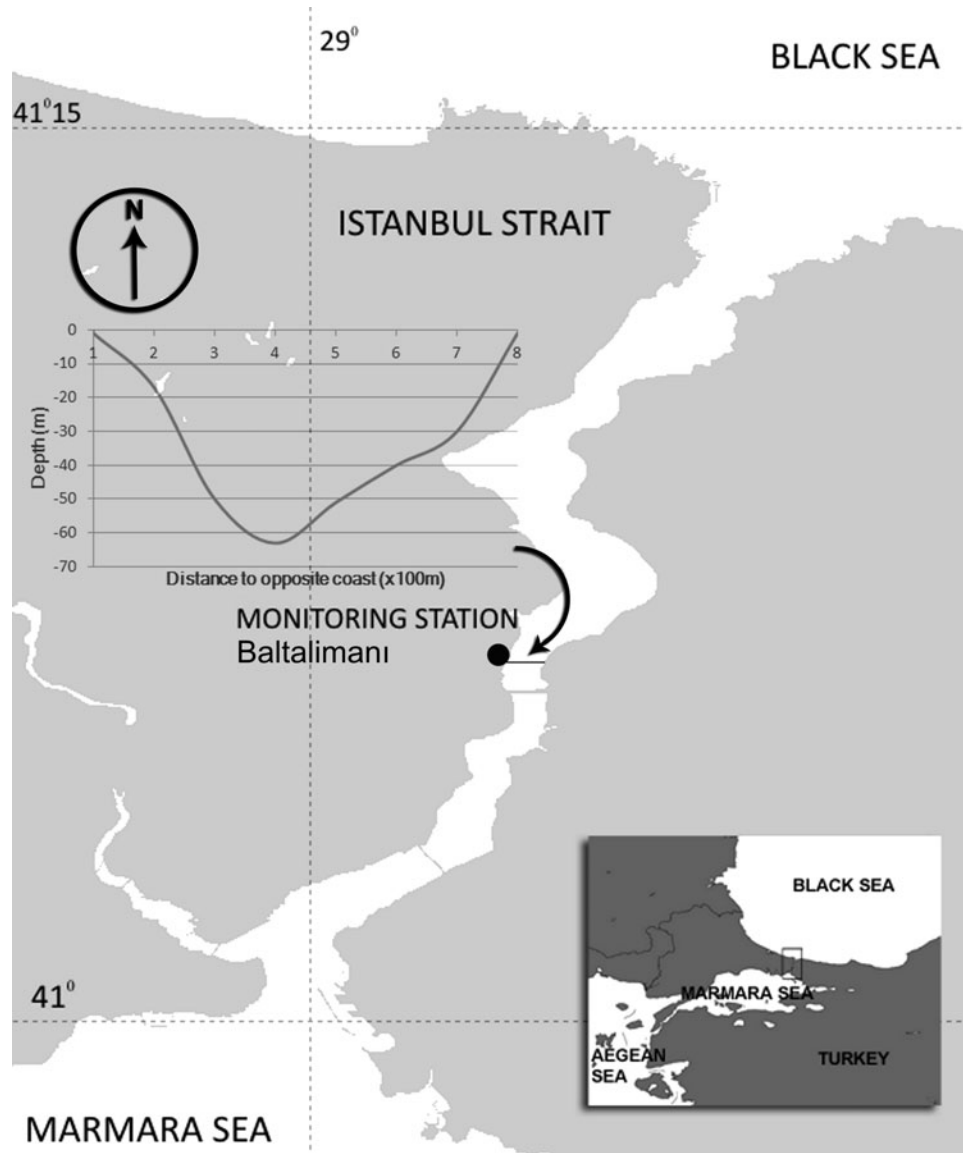 29⁰
BLACK SEA
41⁰15
N
ISTANBUL STRAIT
0
1 2 3 4 5 6 7 8
-10
-20
-30
-40
-50
-60
-70
Depth (m)
Distance to opposite coast (x100m)
MONITORING STATION
Baltalimanı
BLACK SEA
MARMARA SEA
AEGEAN
SEA
TURKEY
41⁰
MARMARA SEA